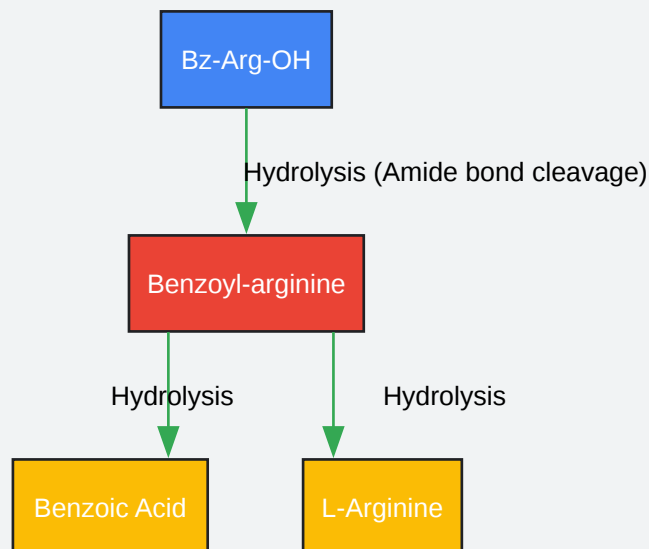 Bz-Arg-OH
Hydrolysis (Amide bond cleavage)
Benzoyl-arginine
Hydrolysis
Hydrolysis
Benzoic Acid
L-Arginine